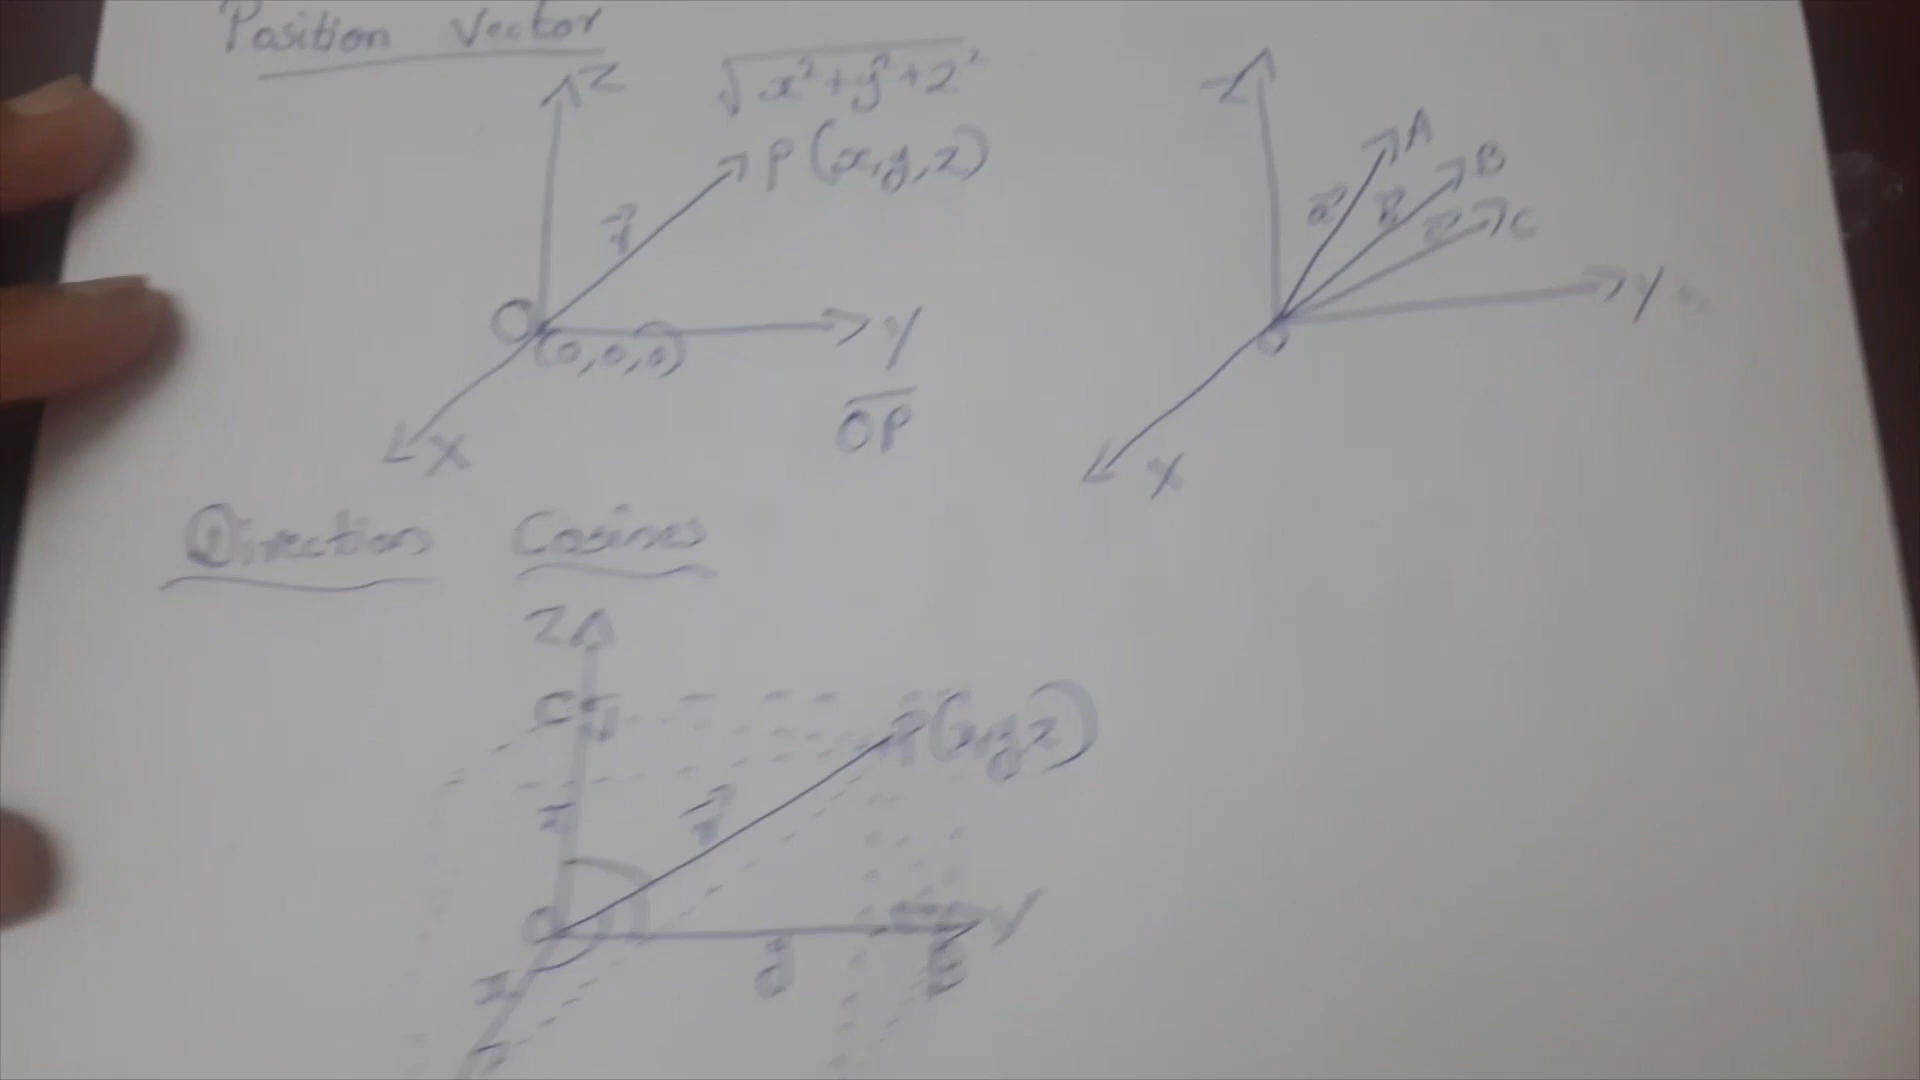 Position Vector
Z
√x²+y²+z²
P(x,y,z)
r
O
(0,0,0)
Y
X
OP
Z
A
B
C
a
b
c
Y
O
X
Direction Cosines
Z
C
P(x,y,z)
z
r
O
Y
y
B
x